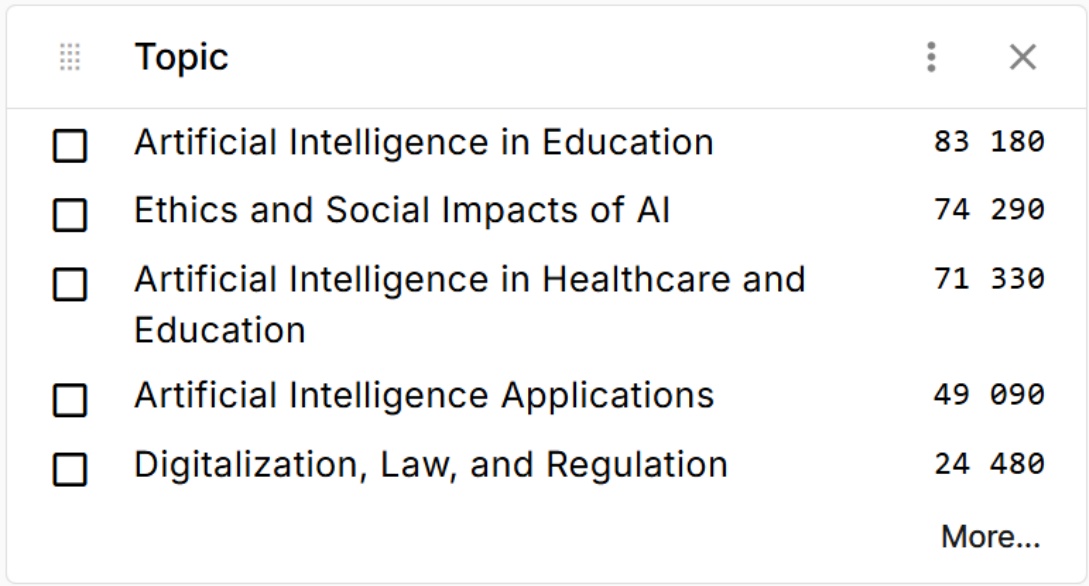 Topic
Artificial Intelligence in Education 83 180
Ethics and Social Impacts of AI 74 290
Artificial Intelligence in Healthcare and 71 330
Education
Artificial Intelligence Applications 49 090
Digitalization, Law, and Regulation 24 480
More...